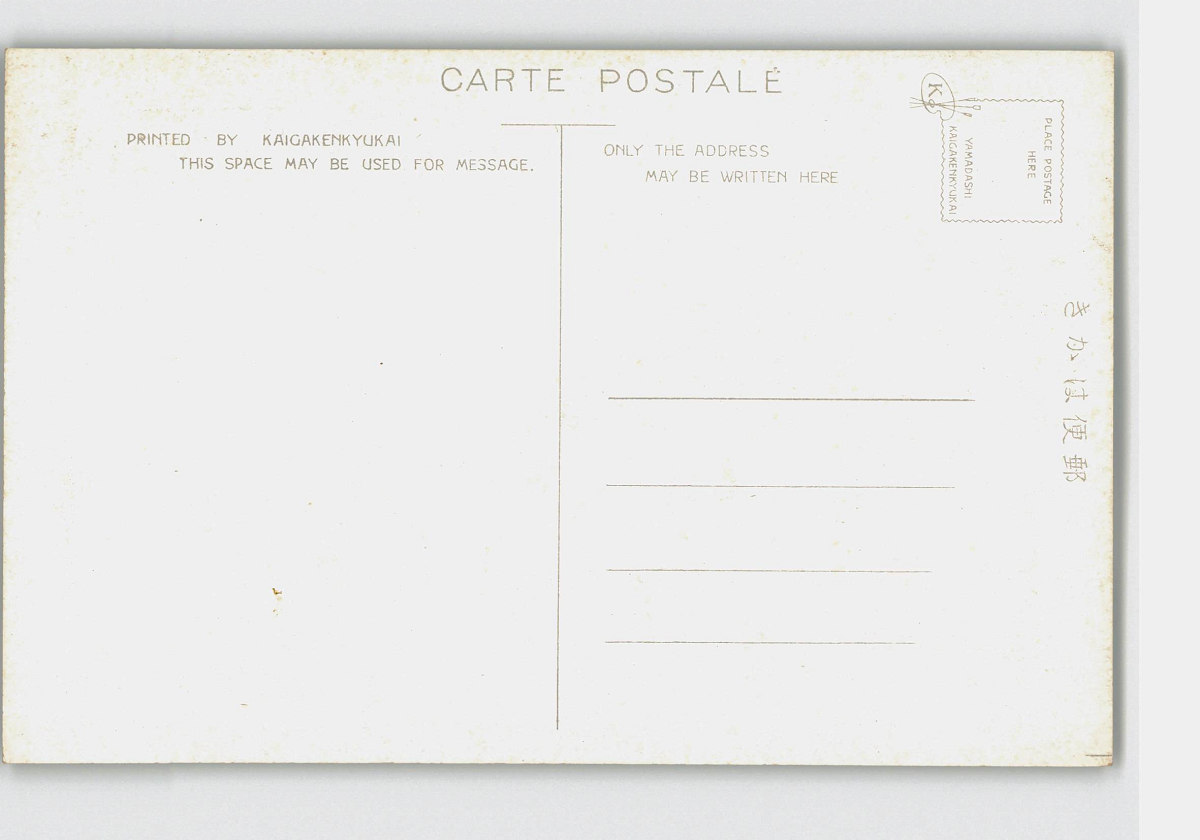 CARTE POSTALE
PRINTED BY KAIGAKENKYUKAI
THIS SPACE MAY BE USED FOR MESSAGE.
ONLY THE ADDRESS
MAY BE WRITTEN HERE
K
PLACE POSTAGE
HERE
YAMADASHI
KAIGAKENKYUKAI
きかは便郵